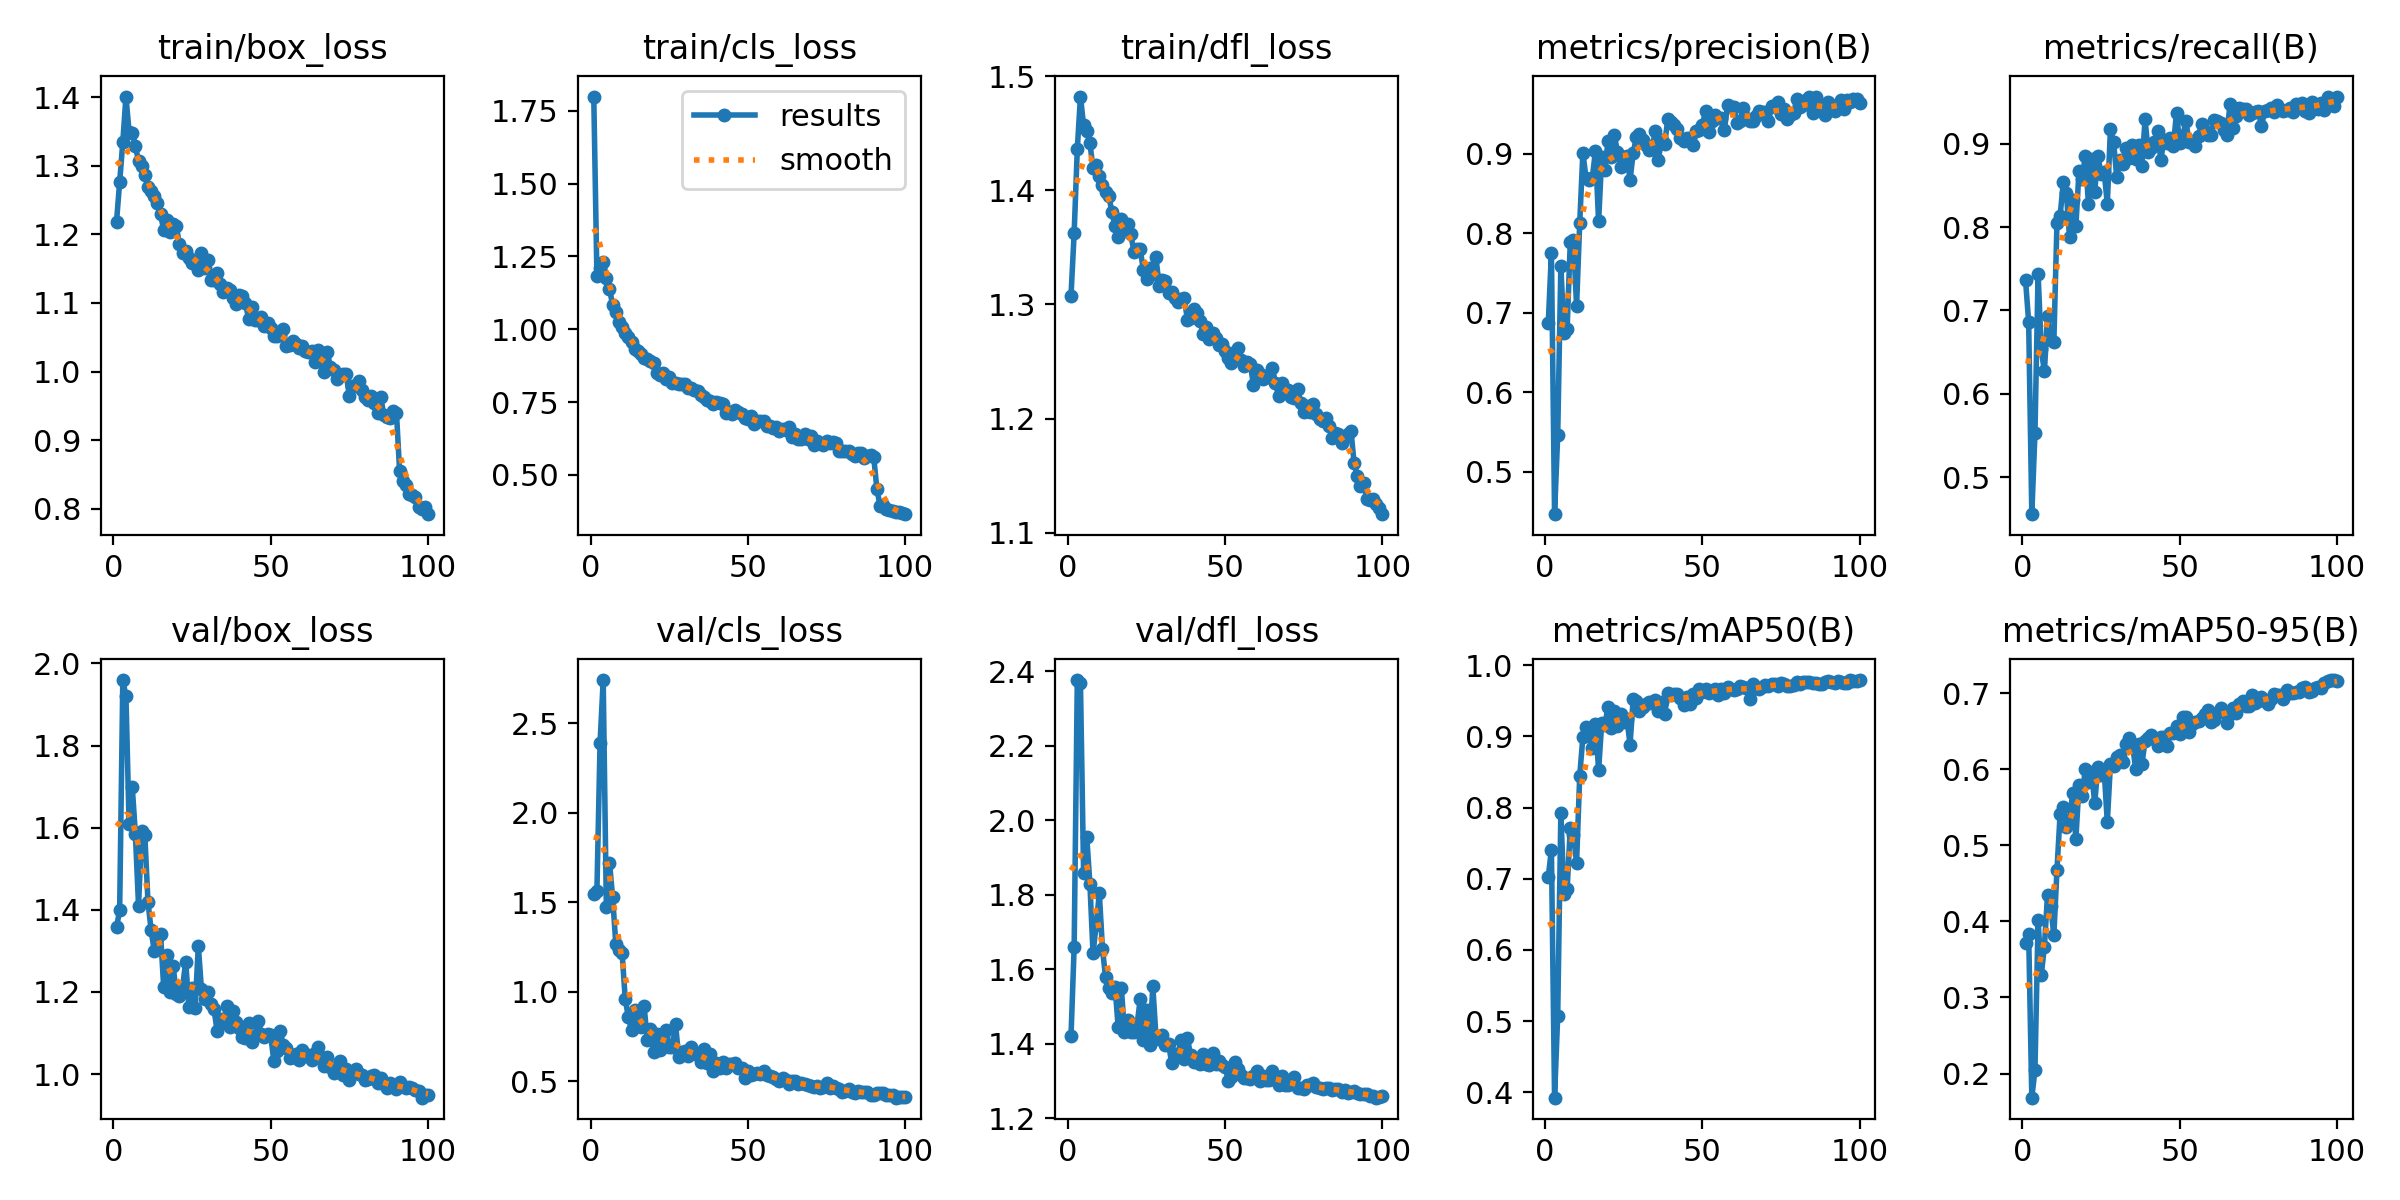 train/box_loss
1.4
1.3
1.2
1.1
1.0
0.9
0.8
0 50 100
train/cls_loss
results
smooth
1.75
1.50
1.25
1.00
0.75
0.50
0 50 100
train/dfl_loss
1.5
1.4
1.3
1.2
1.1
0 50 100
metrics/precision(B)
0.9
0.8
0.7
0.6
0.5
0 50 100
metrics/recall(B)
0.9
0.8
0.7
0.6
0.5
0 50 100
val/box_loss
2.0
1.8
1.6
1.4
1.2
1.0
0 50 100
val/cls_loss
2.5
2.0
1.5
1.0
0.5
0 50 100
val/dfl_loss
2.4
2.2
2.0
1.8
1.6
1.4
1.2
0 50 100
metrics/mAP50(B)
1.0
0.9
0.8
0.7
0.6
0.5
0.4
0 50 100
metrics/mAP50-95(B)
0.7
0.6
0.5
0.4
0.3
0.2
0 50 100